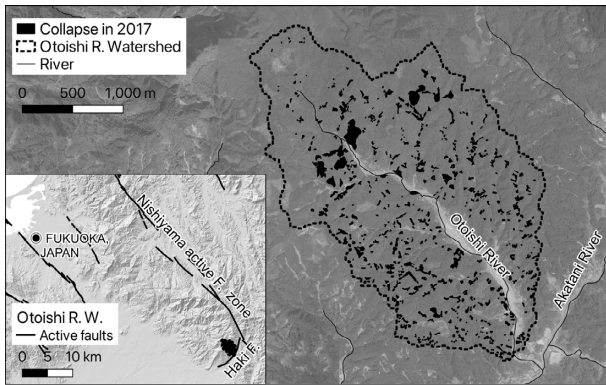 Collapse in 2017
Otoishi R. Watershed
River
0 500 1,000 m
Otoishi River
Akatani River
Nishiyama active F. zone
FUKUOKA,
JAPAN
Haki F.
Otoishi R. W.
Active faults
0 5 10 km